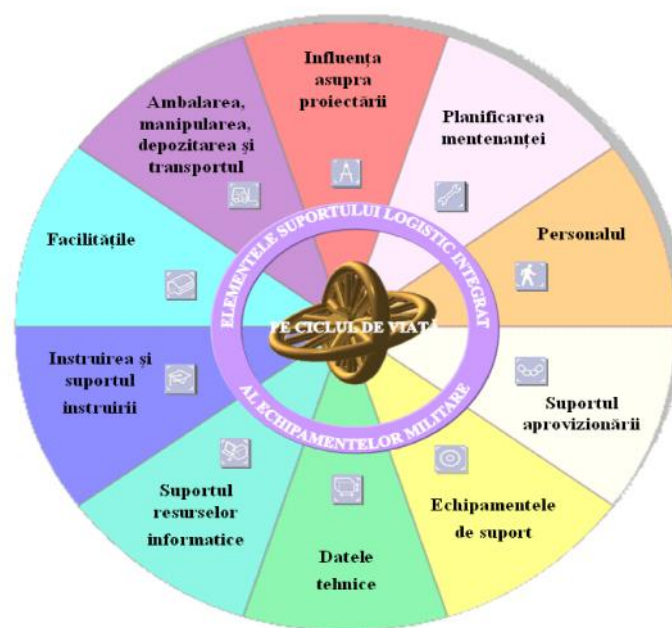 Influența
asupra
proiectării
Planificarea
mentenanței
Personalul
Suportul
aprovizionării
Echipamentele
de suport
Datele
tehnice
Suportul
resurselor
informatice
Instruirea și
suportul
instruirii
Facilitățile
Ambalarea,
manipularea,
depozitarea și
transportul
ELEMENTELE SUPORTULUI LOGISTIC INTEGRAT
PE CICLUL DE VIAȚĂ
AL ECHIPAMENTELOR MILITARE